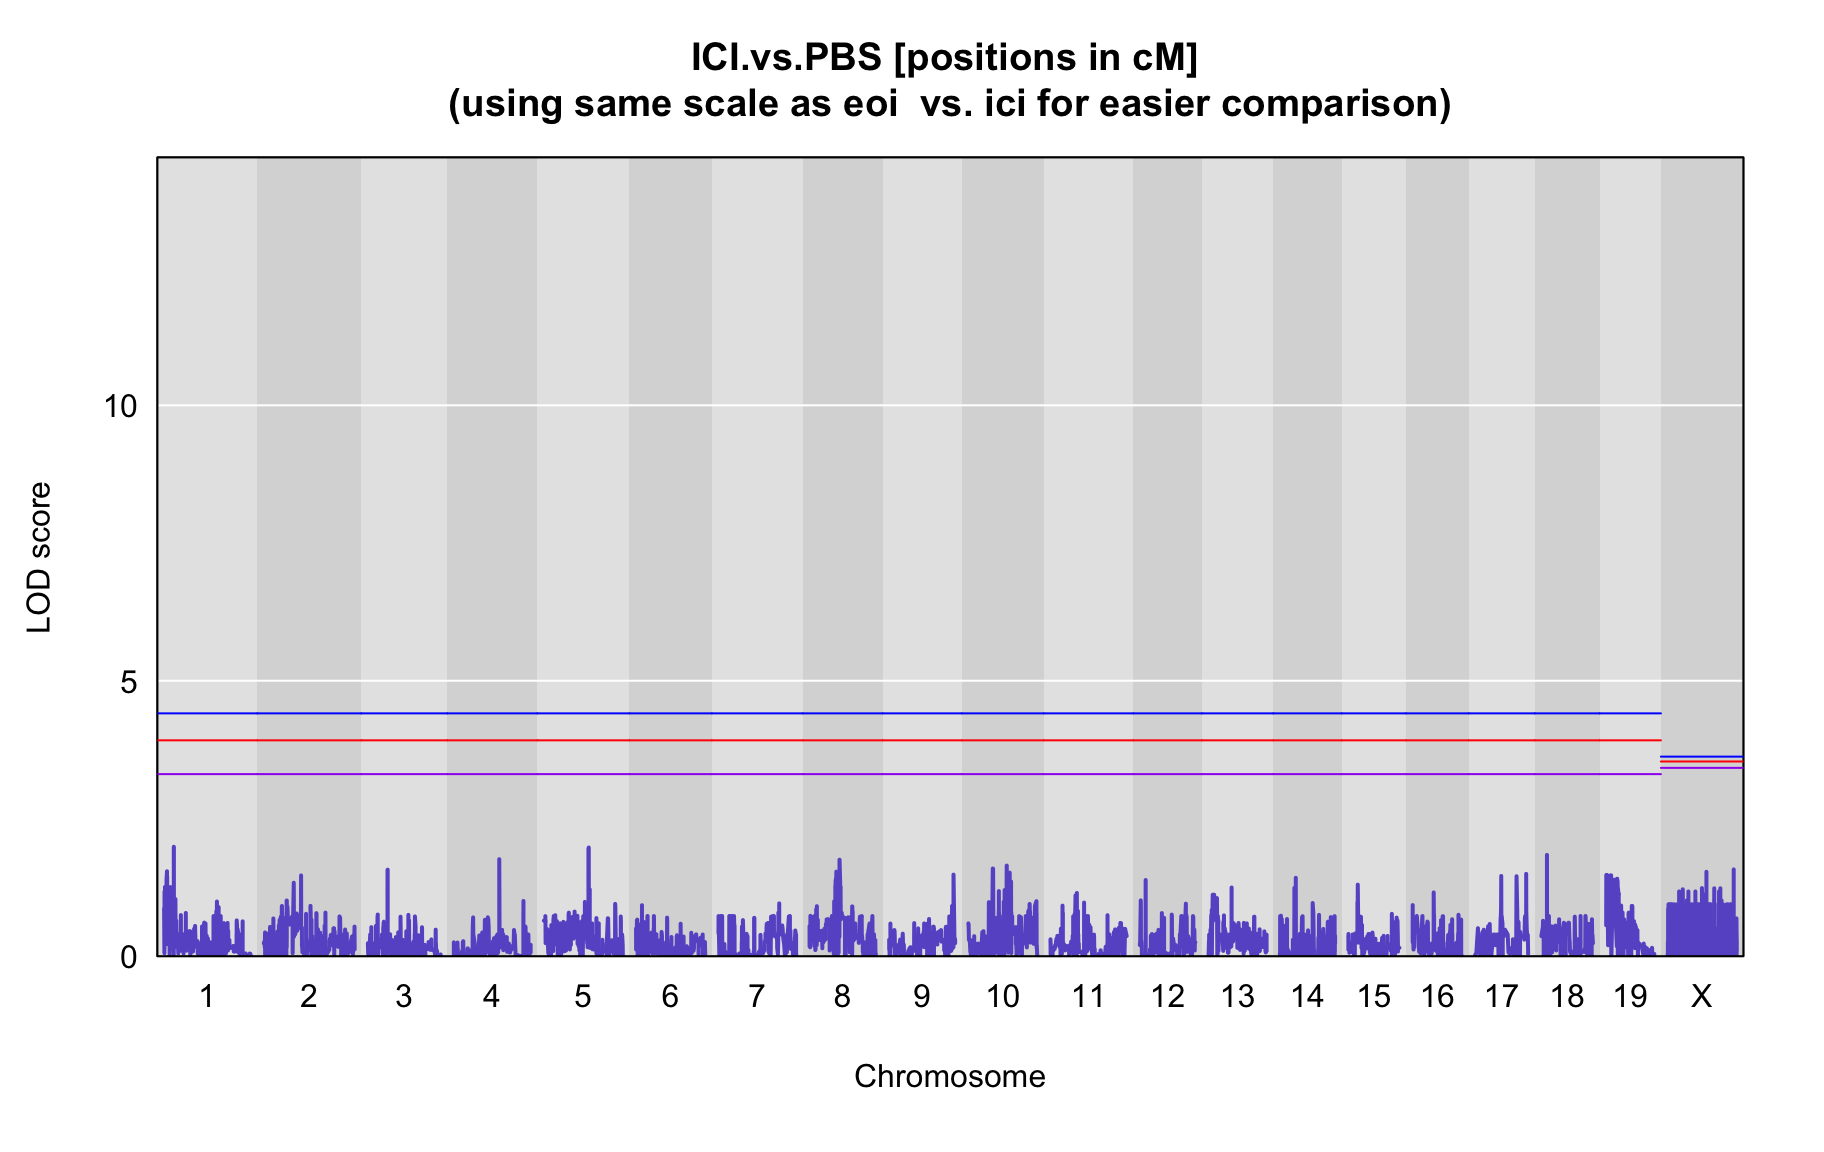 ICI.vs.PBS [positions in cM]
(using same scale as eoi  vs. ici for easier comparison)
10
5
0
LOD score
1 2 3 4 5 6 7 8 9 10 11 12 13 14 15 16 17 18 19 X
Chromosome